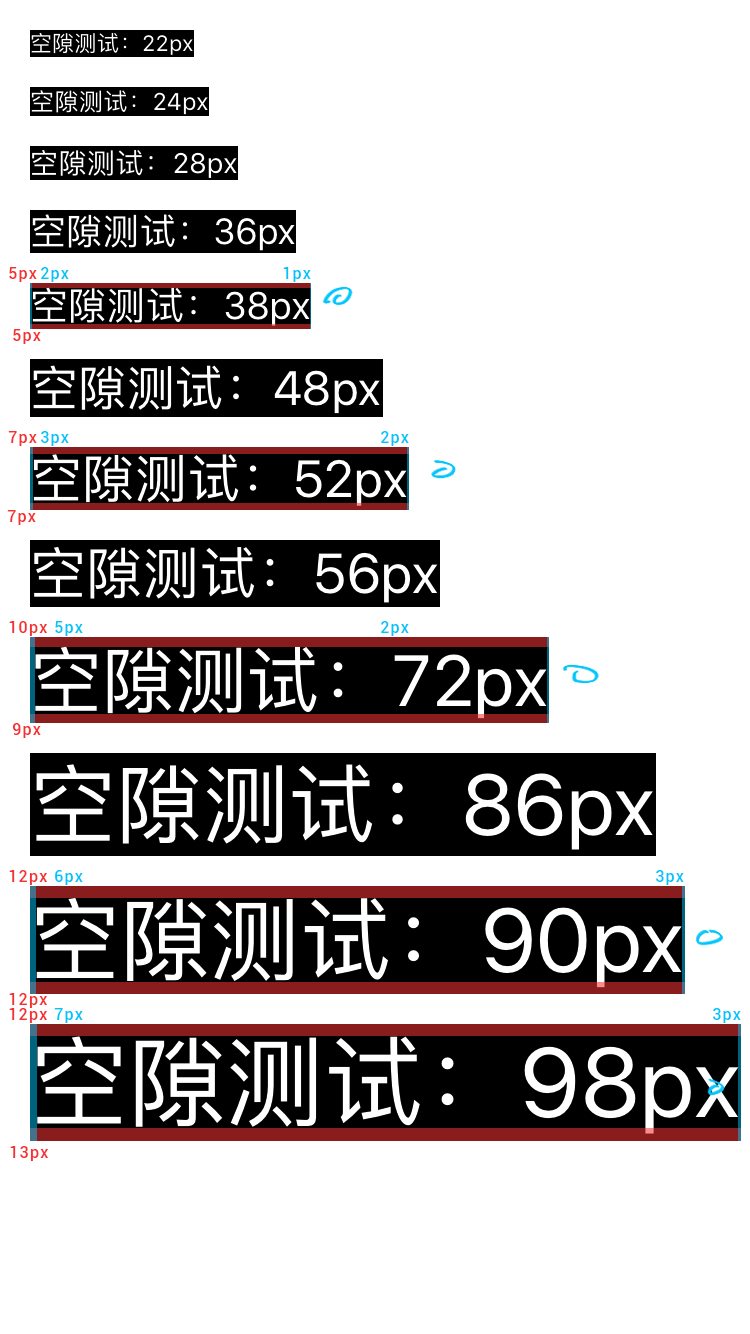 空隙测试：22px
空隙测试：24px
空隙测试：28px
空隙测试：36px
5px 2px 1px
空隙测试：38px
5px
空隙测试：48px
7px 3px 2px
空隙测试：52px
7px
空隙测试：56px
10px 5px 2px
空隙测试：72px
9px
空隙测试：86px
12px 6px 3px
空隙测试：90px
12px
12px 7px 3px
空隙测试：98px
13px